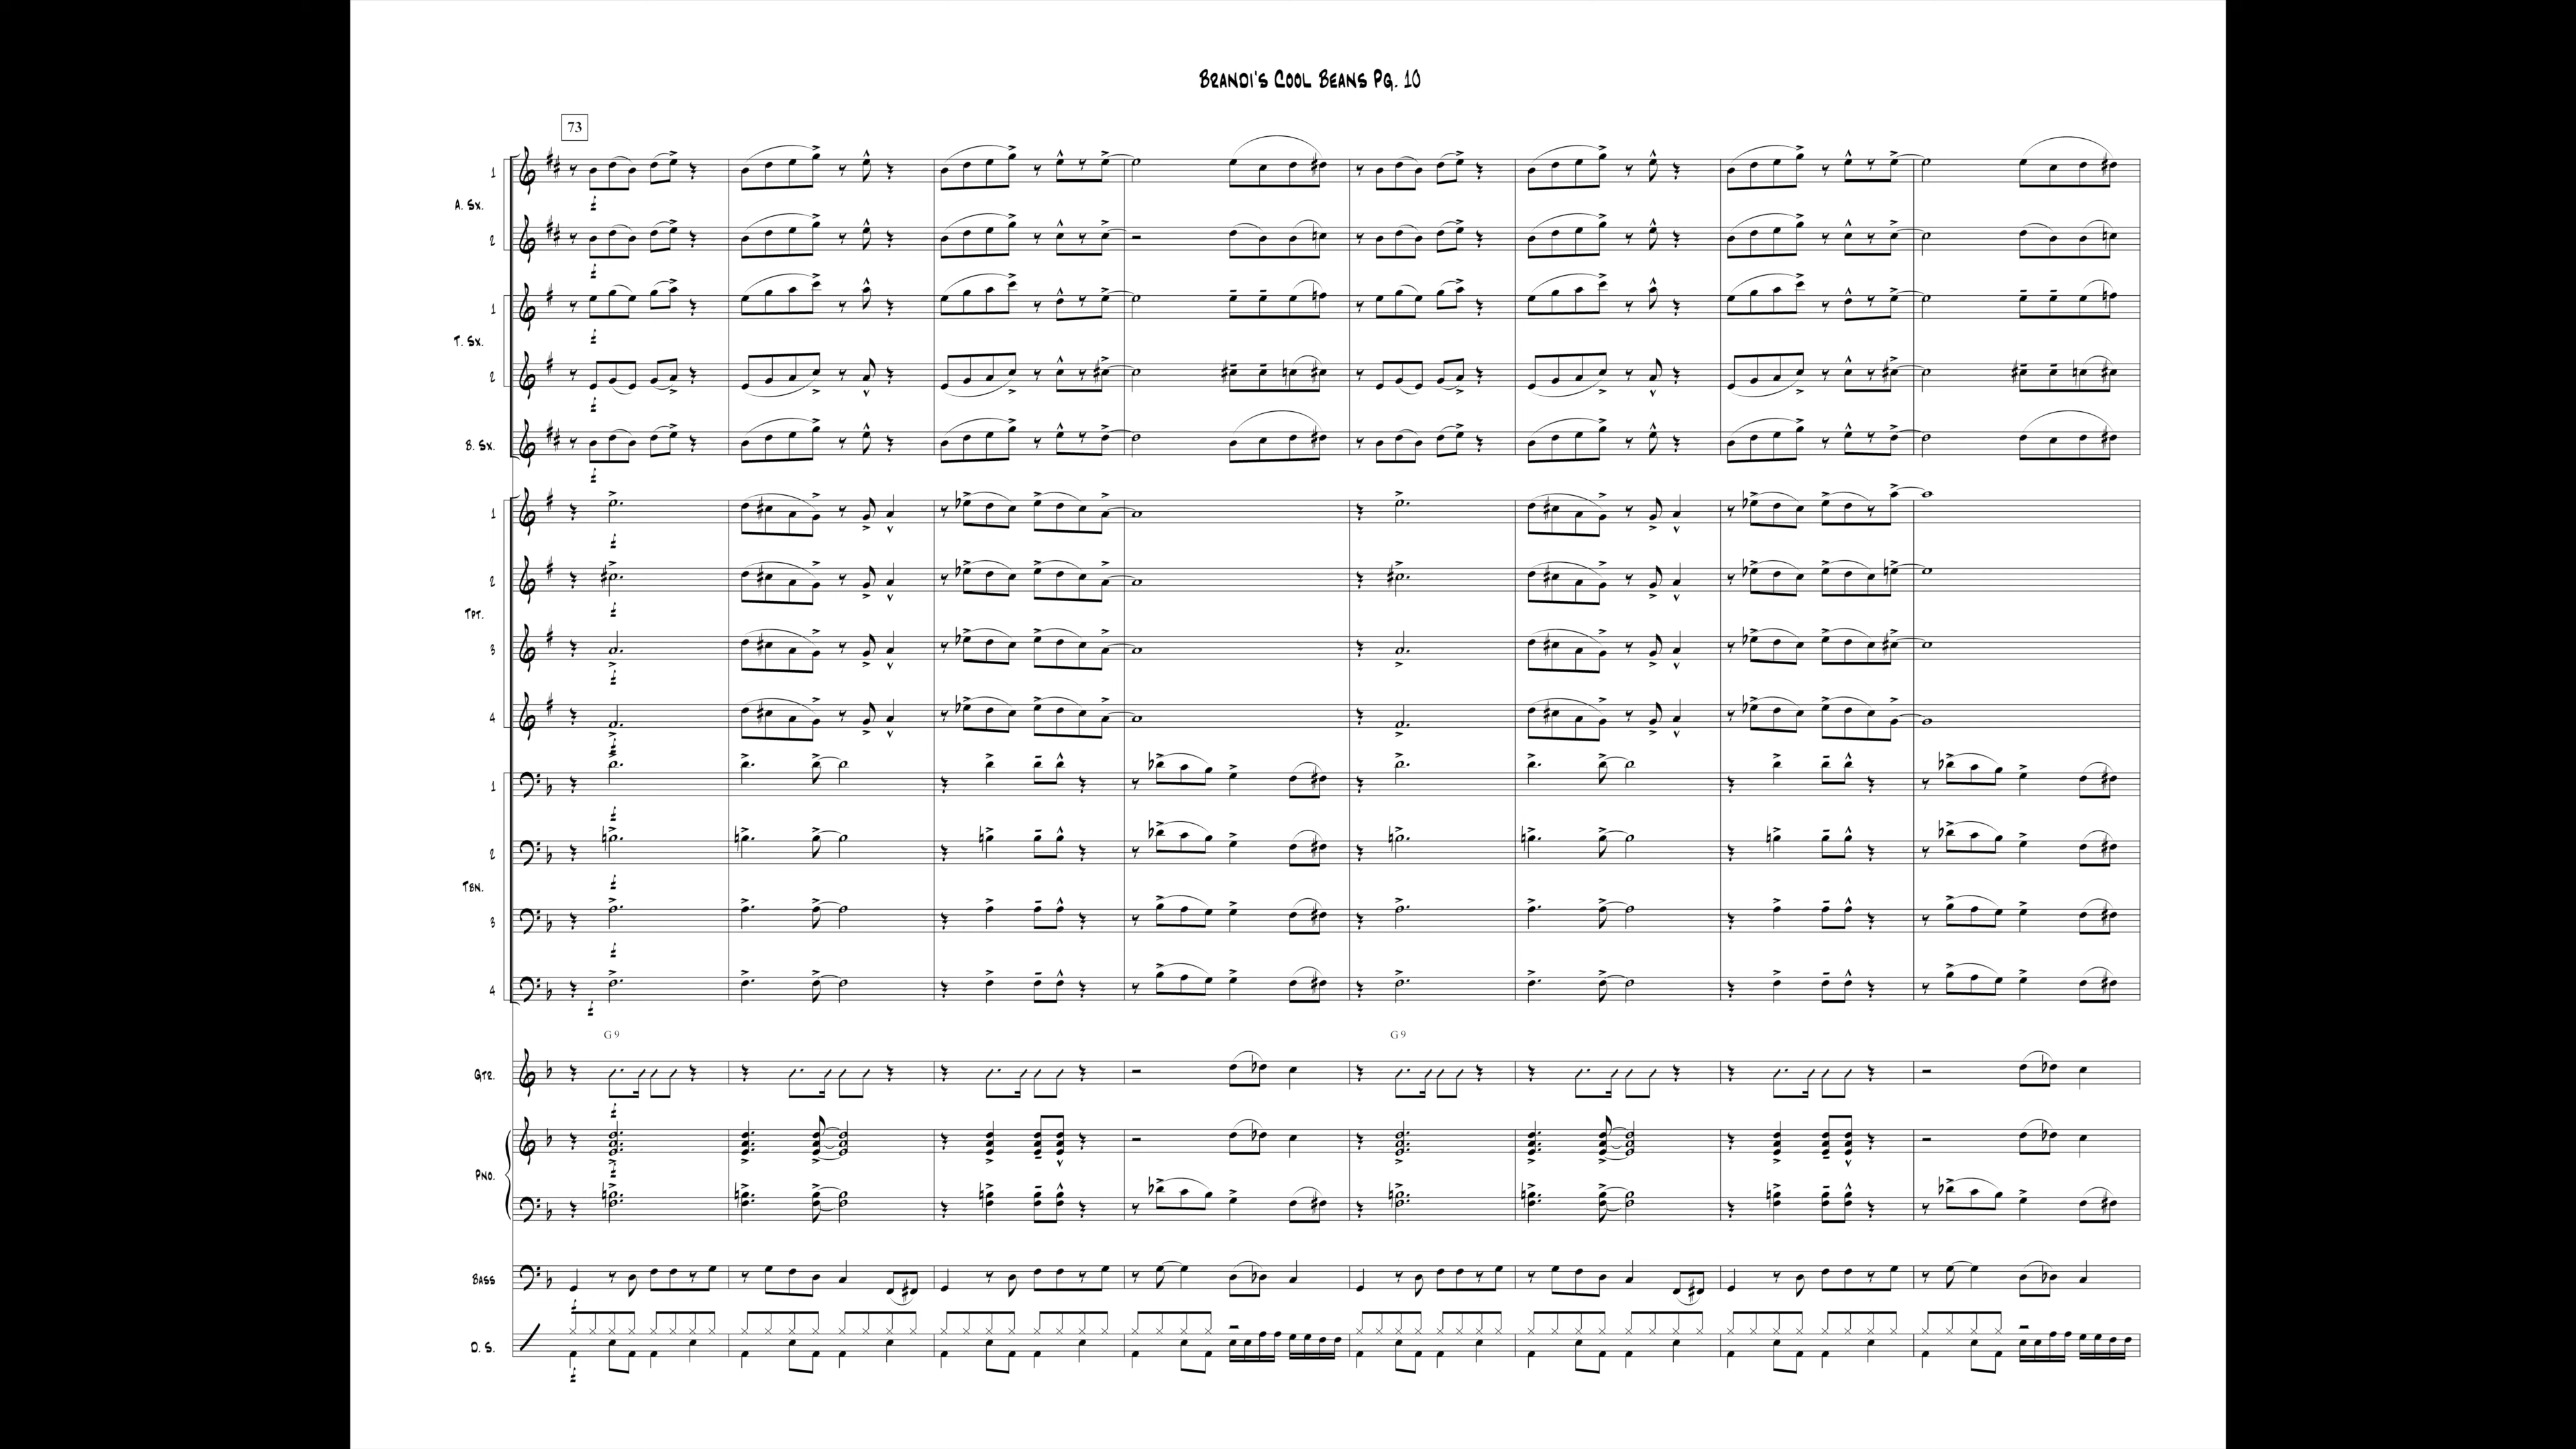 Brandi's Cool Beans Pg. 10
73
1
A. Sx.
2
1
T. Sx.
2
B. Sx.
1
2
Tpt.
3
4
1
2
Tbn.
3
4
G 9 G 9
Gtr.
Pno.
Bass
D. S.